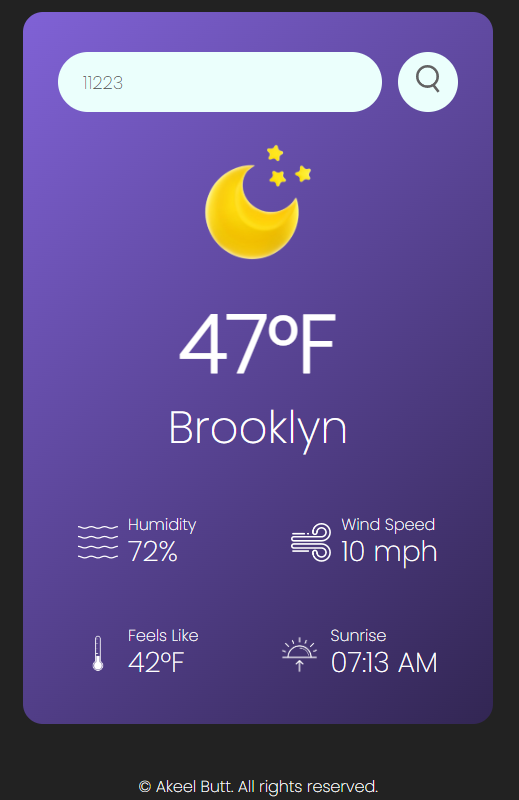 11223
47°F
Brooklyn
Humidity
72%
Wind Speed
10 mph
Feels Like
42°F
Sunrise
07:13 AM
© Akeel Butt. All rights reserved.